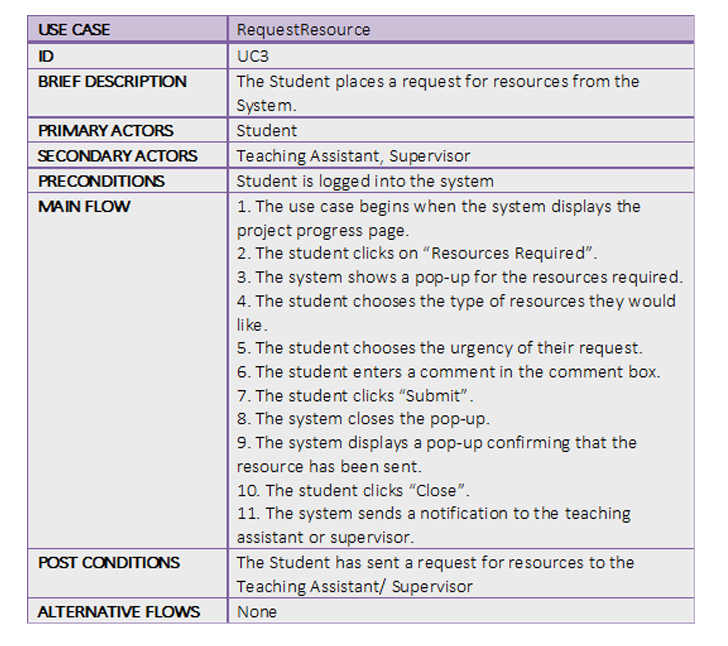 USE CASE RequestResource
ID UC3
BRIEF DESCRIPTION The Student places a request for resources from the
System.
PRIMARY ACTORS Student
SECONDARY ACTORS Teaching Assistant, Supervisor
PRECONDITIONS Student is logged into the system
MAIN FLOW 1. The use case begins when the system displays the
project progress page.
2. The student clicks on “Resources Required”.
3. The system shows a pop-up for the resources required.
4. The student chooses the type of resources they would
like.
5. The student chooses the urgency of their request.
6. The student enters a comment in the comment box.
7. The student clicks “Submit”.
8. The system closes the pop-up.
9. The system displays a pop-up confirming that the
resource has been sent.
10. The student clicks “Close”.
11. The system sends a notification to the teaching
assistant or supervisor.
POST CONDITIONS The Student has sent a request for resources to the
Teaching Assistant/ Supervisor
ALTERNATIVE FLOWS None